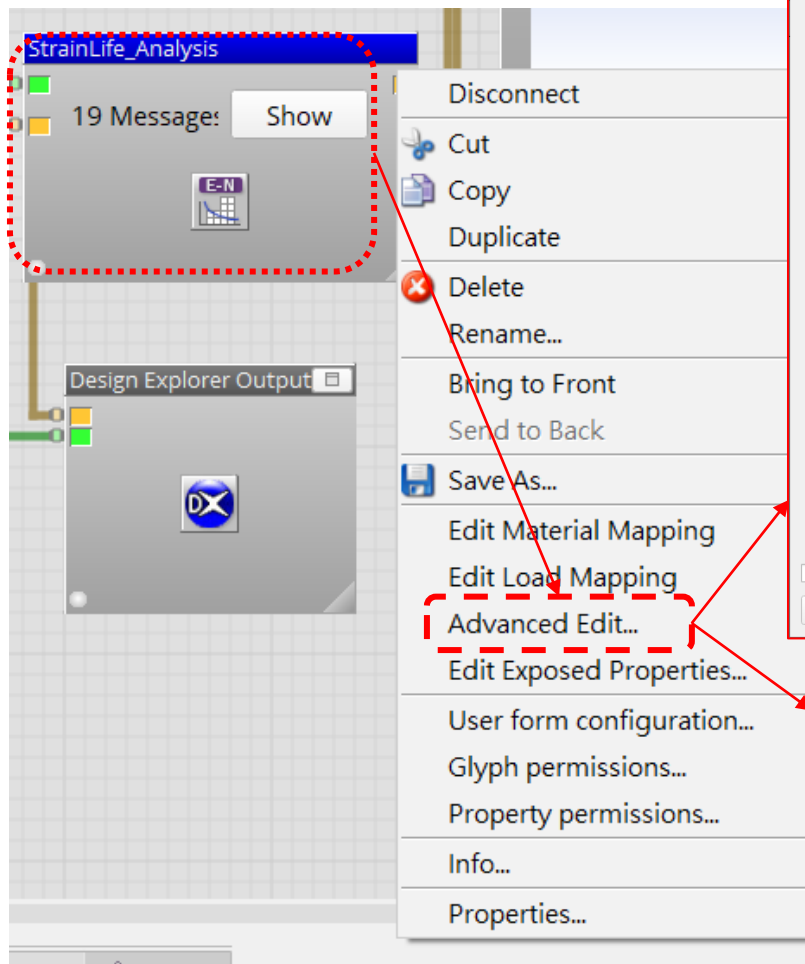 StrainLife_Analysis
19 Message:
Show
E-N
Design Explorer Output
DX
Disconnect
Cut
Copy
Duplicate
Delete
Rename...
Bring to Front
Send to Back
Save As...
Edit Material Mapping
Edit Load Mapping
Advanced Edit...
Edit Exposed Properties...
User form configuration...
Glyph permissions...
Property permissions...
Info...
Properties...